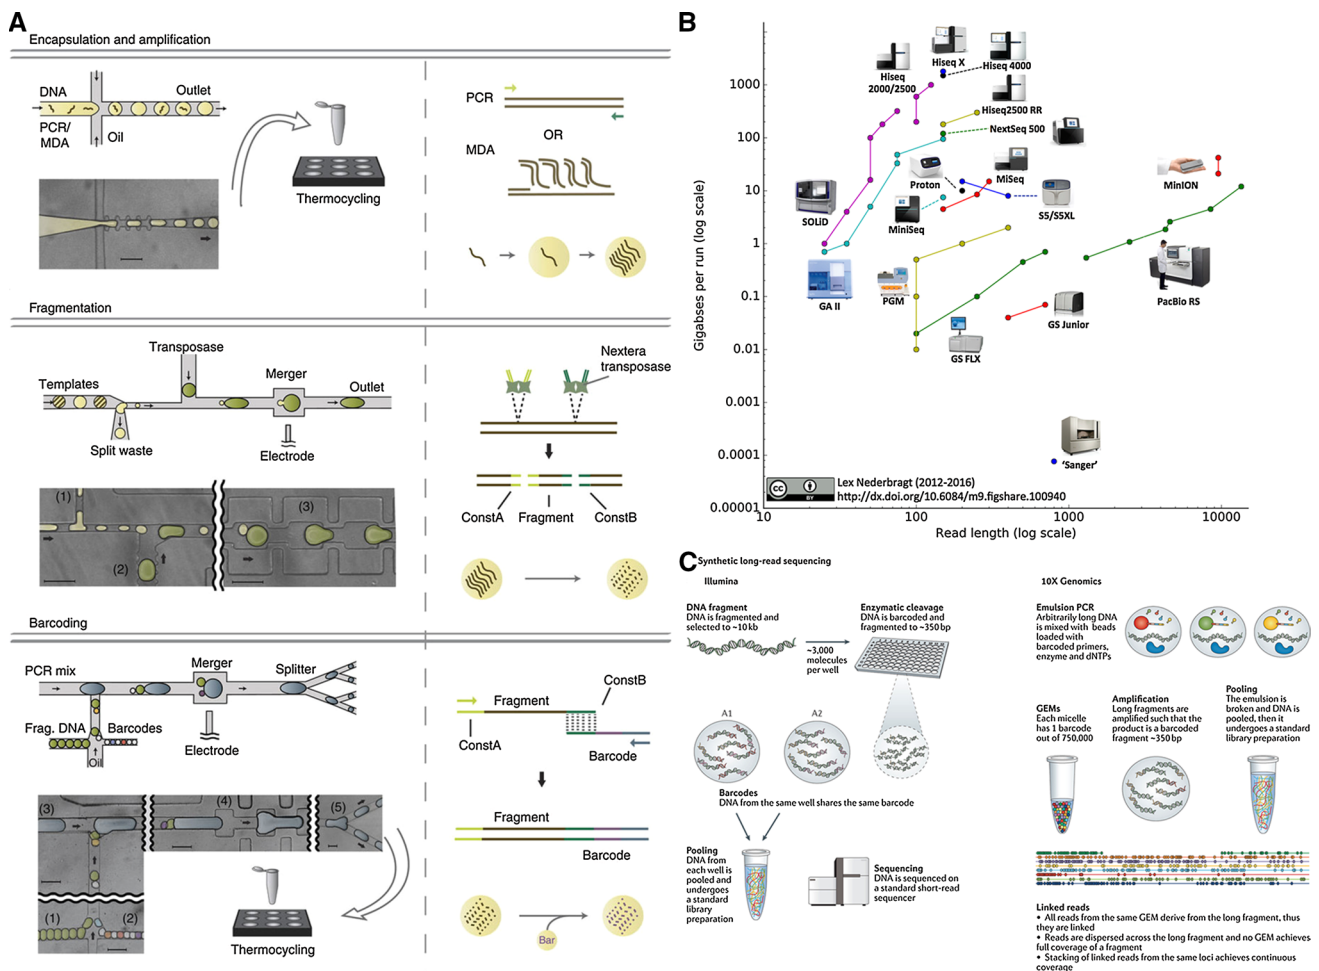 A
Encapsulation and amplification
DNA
Outlet
PCR/
MDA
Oil
Thermocycling
PCR
OR
MDA
Fragmentation
Transposase
Templates
Merger
Outlet
Split waste
Electrode
(1)
(2)
(3)
Nextera
transposase
ConstA
Fragment
ConstB
Barcoding
PCR mix
Merger
Splitter
Frag. DNA
Barcodes
Oil
Electrode
(3)
(4)
(5)
(1)
(2)
Thermocycling
ConstB
Fragment
ConstA
Barcode
Fragment
Barcode
Bar
B
Gigabses per run (log scale)
1000
100
10
1
0.1
0.01
0.001
0.0001
0.00001
10
100
1000
10000
Read length (log scale)
Hiseq X
Hiseq 4000
Hiseq
2000/2500
Hiseq2500 RR
NextSeq 500
Proton
MiSeq
MinION
SOLiD
MiniSeq
S5/S5XL
GA II
PGM
PacBio RS
GS Junior
GS FLX
'Sanger'
cc
BY
Lex Nederbragt (2012-2016)
http://dx.doi.org/10.6084/m9.figshare.100940
C
Synthetic long-read sequencing
Illumina
DNA fragment
DNA is fragmented and
selected to ~10 kb
~3,000
molecules
per well
Enzymatic cleavage
DNA is barcoded and
fragmented to ~350 bp
A1
A2
Barcodes
DNA from the same well shares the same barcode
Pooling
DNA from
each well is
pooled and
undergoes
a standard
library
preparation
Sequencing
DNA is sequenced on
a standard short-read
sequencer
10X Genomics
Emulsion PCR
Arbitrarily long DNA
is mixed with beads
loaded with
barcoded primers,
enzyme and dNTPs
GEMs
Each micelle
has 1 barcode
out of 750,000
Amplification
Long fragments are
amplified such that the
product is a barcoded
fragment ~350 bp
Pooling
The emulsion is
broken and DNA is
pooled, then it
undergoes a standard
library preparation
Linked reads
• All reads from the same GEM derive from the long fragment, thus
they are linked
• Reads are dispersed across the long fragment and no GEM achieves
full coverage of a fragment
• Stacking of linked reads from the same loci achieves continuous
coverage